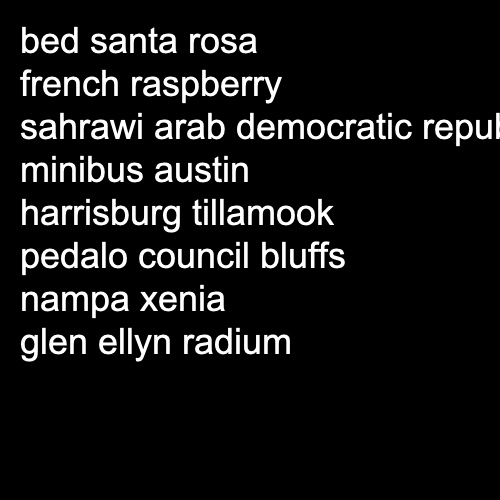 bed santa rosa
french raspberry
sahrawi arab democratic
minibus austin
harrisburg tillamook
pedalo council bluffs
nampa xenia
glen ellyn radium